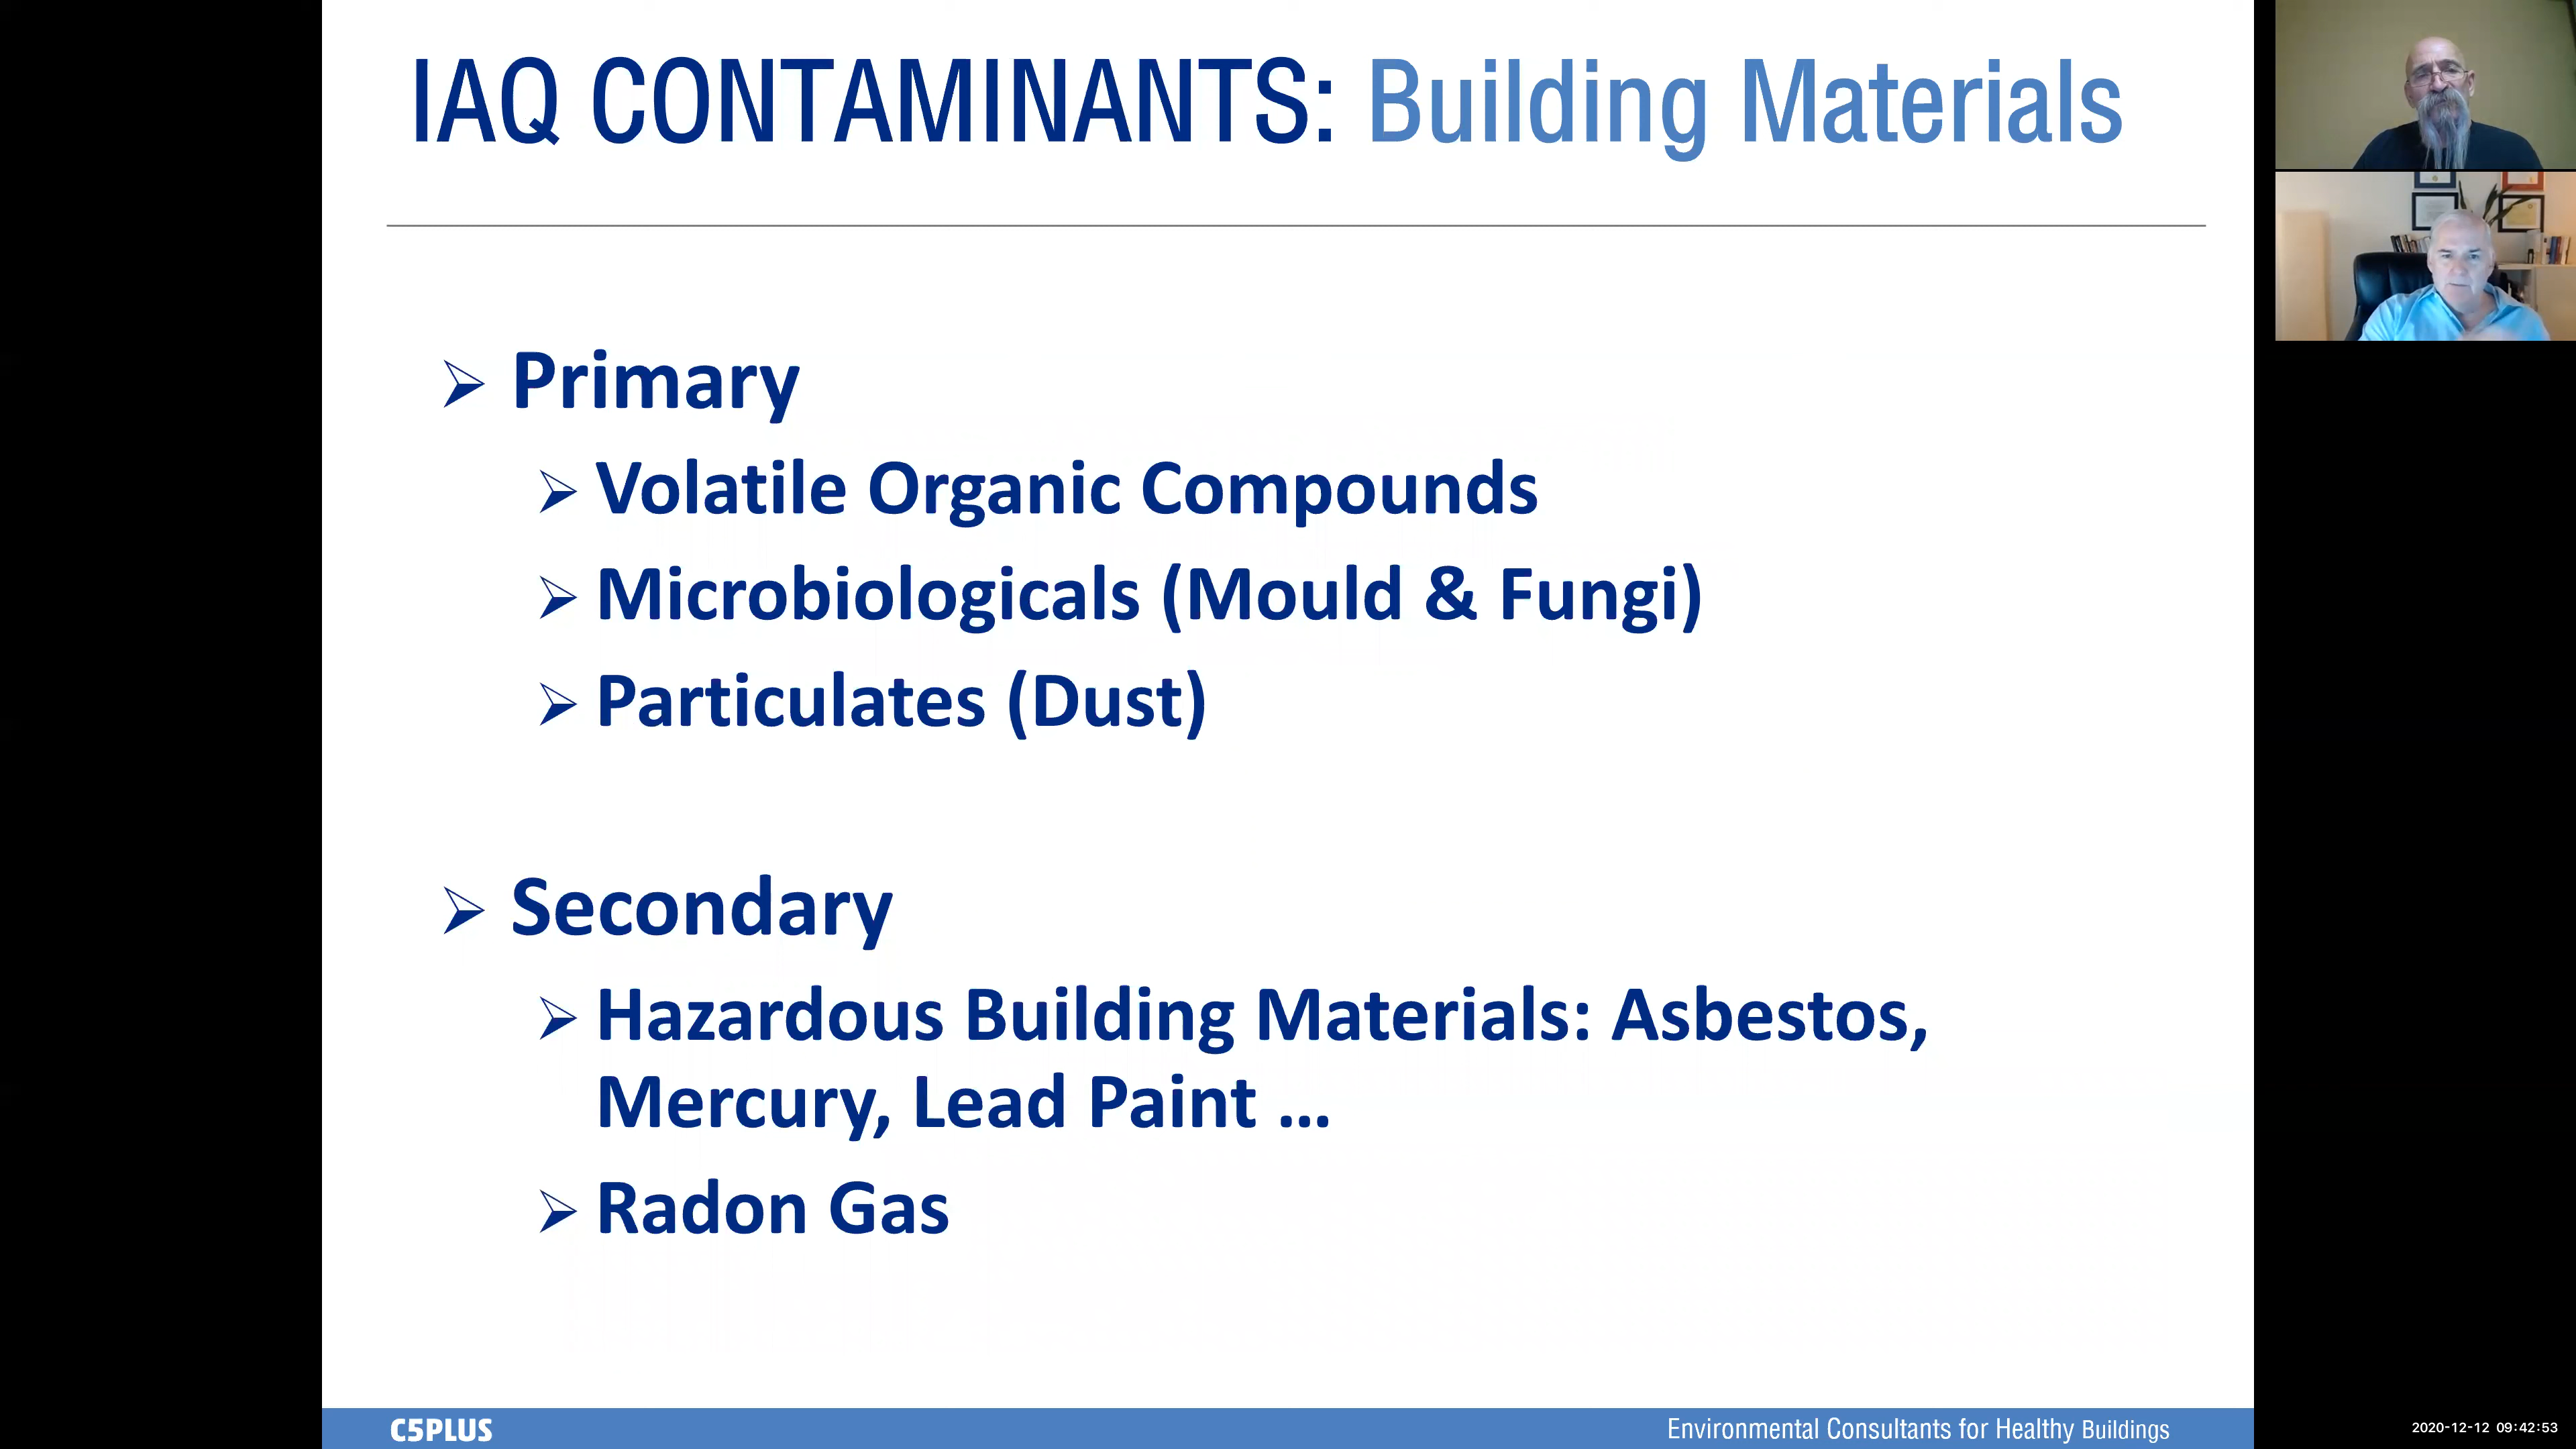 IAQ CONTAMINANTS: Building Materials
Primary
Volatile Organic Compounds
Microbiologicals (Mould & Fungi)
Particulates (Dust)
Secondary
Hazardous Building Materials: Asbestos,
Mercury, Lead Paint ...
Radon Gas
C5PLUS
Environmental Consultants for Healthy Buildings
2020-12-12 09:42:53